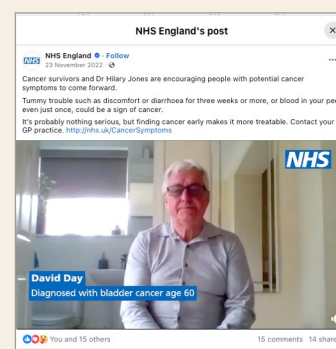 NHS England's post
NHS
NHS England · Follow
23 November 2022 ·
Cancer survivors and Dr Hilary Jones are encouraging people with potential cancer
symptoms to come forward.
Tummy trouble such as discomfort or diarrhoea for three weeks or more, or blood in your pee
even just once, could be a sign of cancer.
It's probably nothing serious, but finding cancer early makes it more treatable. Contact your
GP practice. http://nhs.uk/CancerSymptoms
NHS
David Day
Diagnosed with bladder cancer age 60
You and 15 others
15 comments 14 share